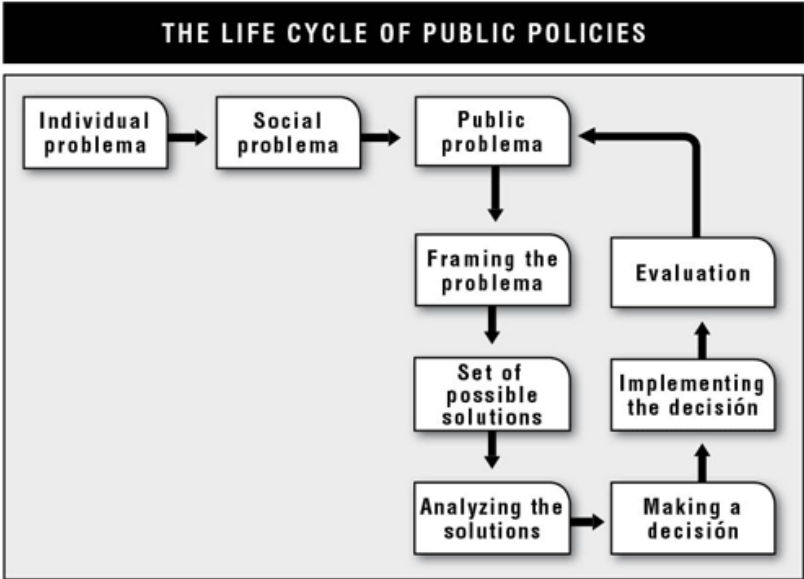 THE LIFE CYCLE OF PUBLIC POLICIES
Individual
problema
Social
problema
Public
problema
Framing the
problema
Set of
possible
solutions
Analyzing the
solutions
Making a
decisión
Implementing
the decisión
Evaluation